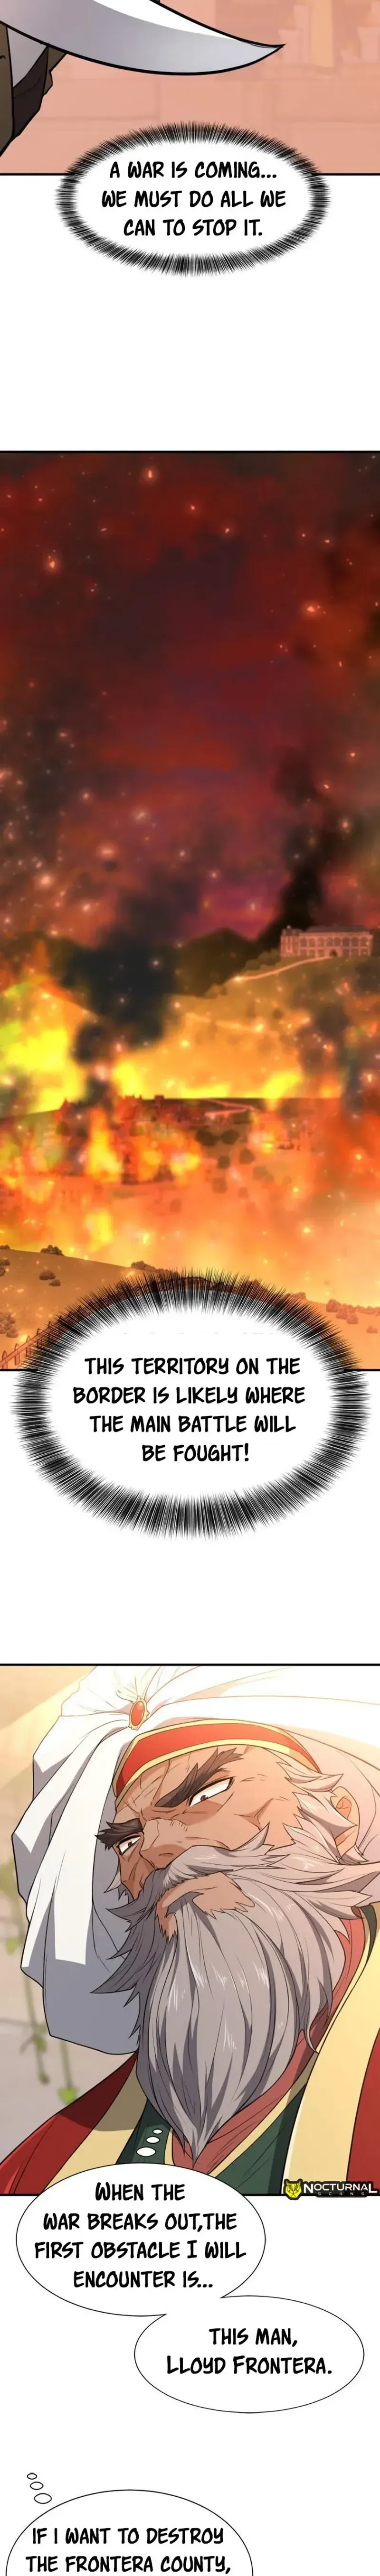 A WAR IS COMING...
WE MUST DO ALL WE
CAN TO STOP IT.
THIS TERRITORY ON THE
BORDER IS LIKELY WHERE
THE MAIN BATTLE WILL
BE FOUGHT!
NOCTURNAL
SCANS
WHEN THE
WAR BREAKS OUT,THE
FIRST OBSTACLE I WILL
ENCOUNTER IS...
THIS MAN,
LLOYD FRONTERA.
IF I WANT TO DESTROY
THE FRONTERA COUNTY,